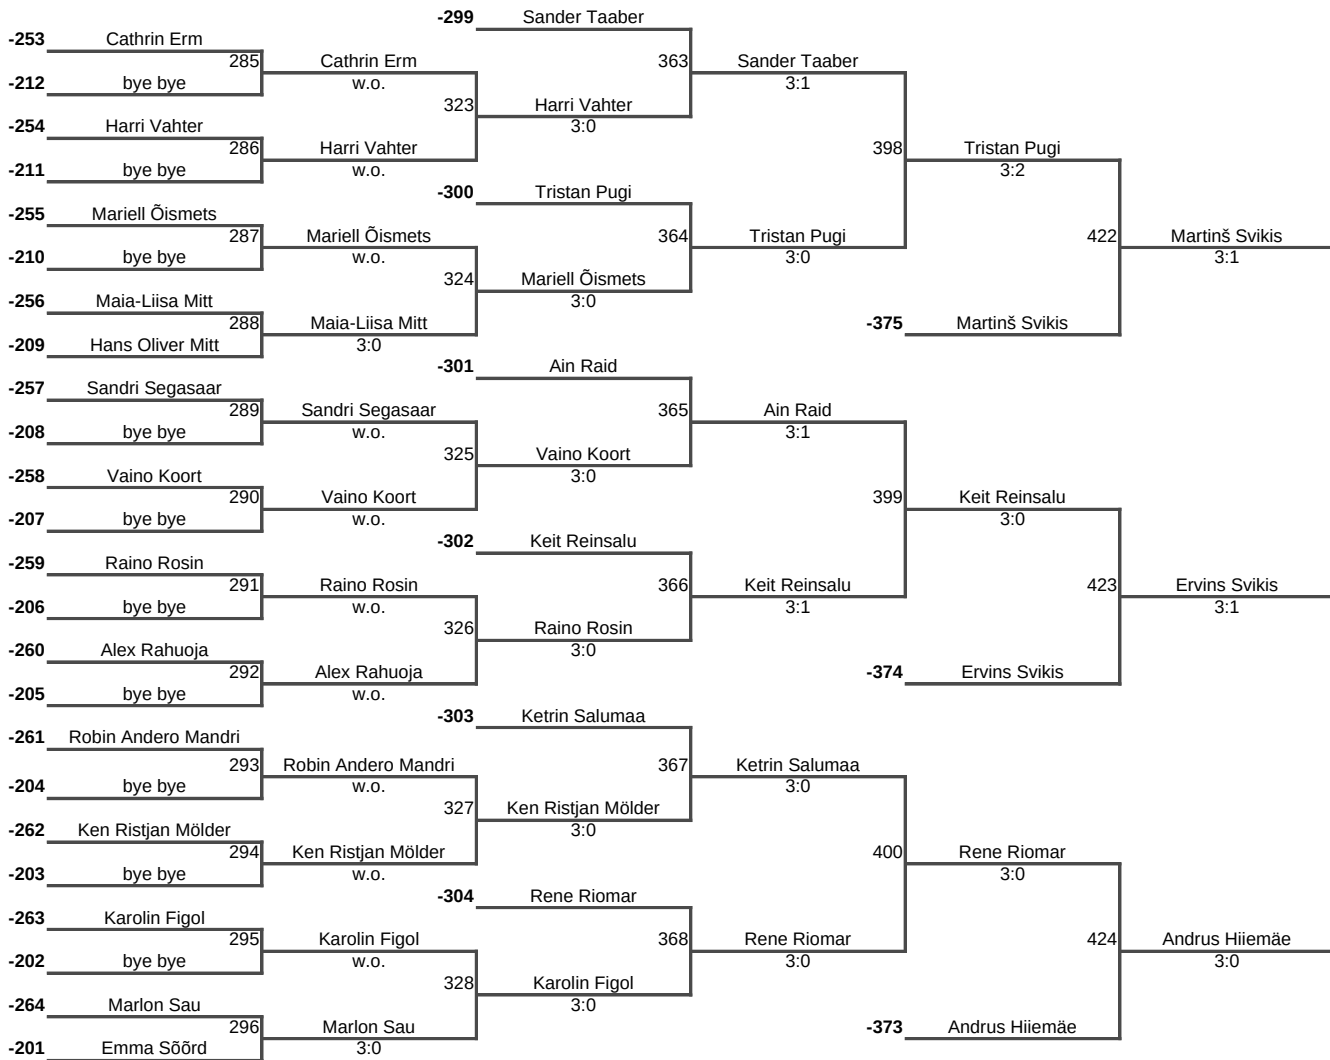 -299 Sander Taaber
-253 Cathrin Erm
285 Cathrin Erm 363 Sander Taaber
-212 bye bye w.o. 3:1
323 Harri Vahter
-254 Harri Vahter 3:0
286 Harri Vahter 398 Tristan Pugi
-211 bye bye w.o. 3:2
-300 Tristan Pugi
-255 Mariell Õismets
287 Mariell Õismets 364 Tristan Pugi 422 Martinš Svikis
-210 bye bye w.o. 3:0 3:1
324 Mariell Õismets
-256 Maia-Liisa Mitt 3:0
288 Maia-Liisa Mitt -375 Martinš Svikis
-209 Hans Oliver Mitt 3:0
-301 Ain Raid
-257 Sandri Segasaar
289 Sandri Segasaar 365 Ain Raid
-208 bye bye w.o. 3:1
325 Vaino Koort
-258 Vaino Koort 3:0
290 Vaino Koort 399 Keit Reinsalu
-207 bye bye w.o. 3:0
-302 Keit Reinsalu
-259 Raino Rosin
291 Raino Rosin 366 Keit Reinsalu 423 Ervins Svikis
-206 bye bye w.o. 3:1 3:1
326 Raino Rosin
-260 Alex Rahuoja 3:0
292 Alex Rahuoja -374 Ervins Svikis
-205 bye bye w.o.
-303 Ketrin Salumaa
-261 Robin Andero Mandri
293 Robin Andero Mandri 367 Ketrin Salumaa
-204 bye bye w.o. 3:0
327 Ken Ristjan Mölder
-262 Ken Ristjan Mölder 3:0
294 Ken Ristjan Mölder 400 Rene Riomar
-203 bye bye w.o. 3:0
-304 Rene Riomar
-263 Karolin Figol
295 Karolin Figol 368 Rene Riomar 424 Andrus Hiiemäe
-202 bye bye w.o. 3:0 3:0
328 Karolin Figol
-264 Marlon Sau 3:0
296 Marlon Sau -373 Andrus Hiiemäe
-201 Emma Sõõrd 3:0